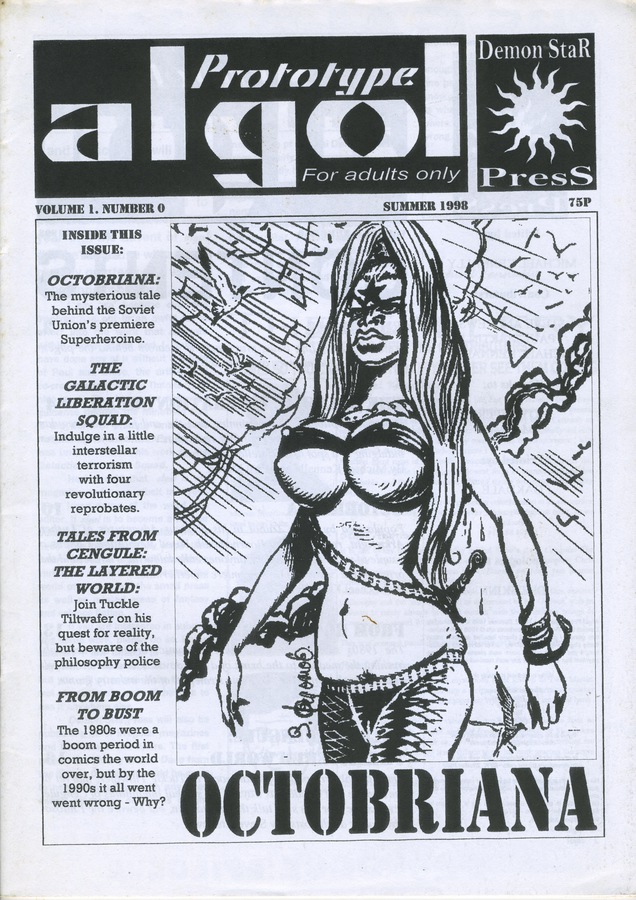 Prototype
algol
For adults only
Demon StaR
PressS
VOLUME 1. NUMBER 0
SUMMER 1998
75P
INSIDE THIS
ISSUE:
OCTOBRIANA:
The mysterious tale
behind the Soviet
Union's premiere
Superheroine.
THE
GALACTIC
LIBERATION
SQUAD:
Indulge in a little
interstellar
terrorism
with four
revolutionary
reprobates.
TALES FROM
CENGULE:
THE LAYERED
WORLD:
Join Tuckle
Tiltwafer on his
quest for reality,
but beware of the
philosophy police
FROM BOOM
TO BUST
The 1980s were a
boom period in
comics the world
over, but by the
1990s it all went
went wrong - Why?
OCTOBRIANA